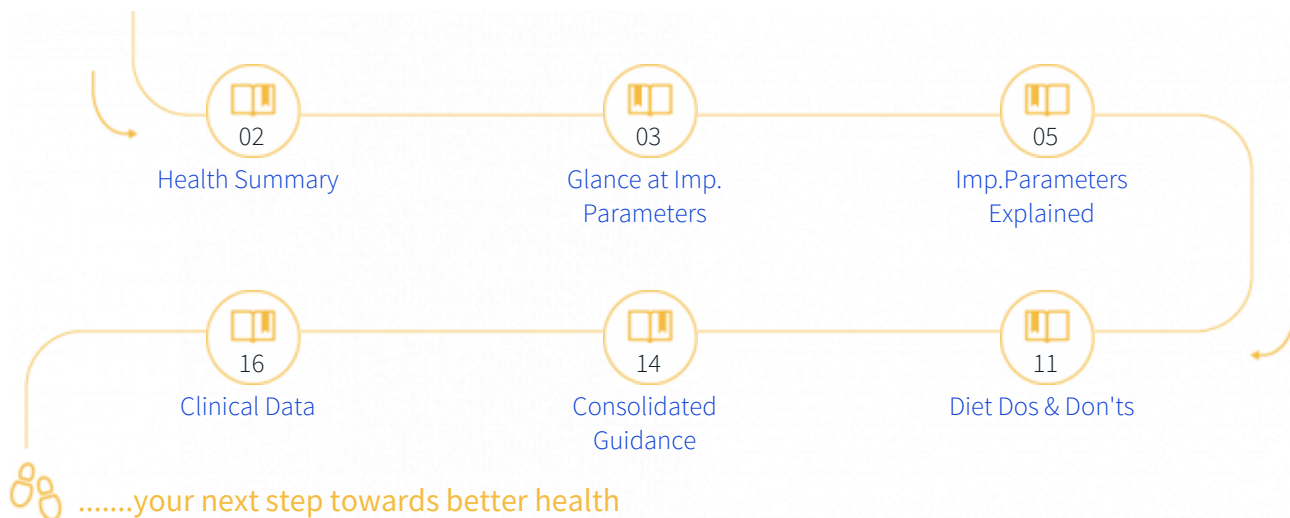 02
Health Summary
03
Glance at Imp.
Parameters
05
Imp.Parameters
Explained
16
Clinical Data
14
Consolidated
Guidance
11
Diet Dos & Don'ts
.......your next step towards better health